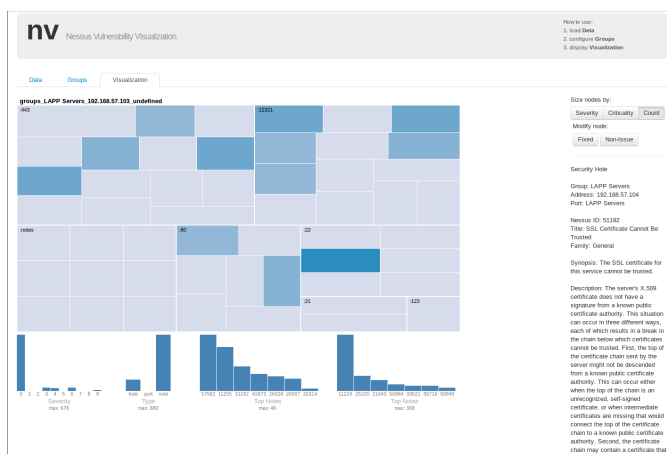 nv Nessus Vulnerability Visualization
How to use:
1. load Data
2. configure Groups
3. display Visualization
Data Groups Visualization
groups_LAPP Servers_192.168.57.103_undefined
:443 :12321
:notes :80 :22
:21 :123
0 1 2 3 4 5 6 7 8 9
Severity
max: 676
hole port note
Type
max: 680
57582 11255 51192 42873 26928 20007 32314
Top Holes
max: 46
11219 25220 21643 56984 39521 35716 50845
Top Notes
max: 368
Size nodes by:
Severity Criticality Count
Modify node:
Fixed Non-Issue
Security Hole
Group: LAPP Servers
Address: 192.168.57.104
Port: LAPP Servers
Nessus ID: 51192
Title: SSL Certificate Cannot Be
Trusted
Family: General
Synopsis: The SSL certificate for
this service cannot be trusted.
Description: The server's X.509
certificate does not have a
signature from a known public
certificate authority. This situation
can occur in three different ways,
each of which results in a break in
the chain below which certificates
cannot be trusted. First, the top of
the certificate chain sent by the
server might not be descended
from a known public certificate
authority. This can occur either
when the top of the chain is an
unrecognized, self-signed
certificate, or when intermediate
certificates are missing that would
connect the top of the certificate
chain to a known public certificate
authority. Second, the certificate
chain may contain a certificate that